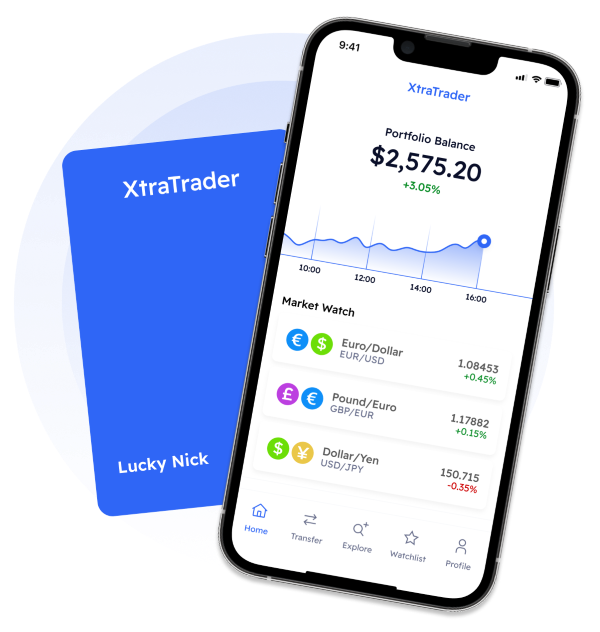 XtraTrader
Lucky Nick
9:41
XtraTrader
Portfolio Balance
$2,575.20
+3.05%
10:00
12:00
14:00
16:00
Market Watch
€ $
Euro/Dollar
EUR/USD
1.08453
+0.45%
£ €
Pound/Euro
GBP/EUR
1.17882
+0.15%
$ ¥
Dollar/Yen
USD/JPY
150.715
-0.35%
Home
Transfer
Explore
Watchlist
Profile